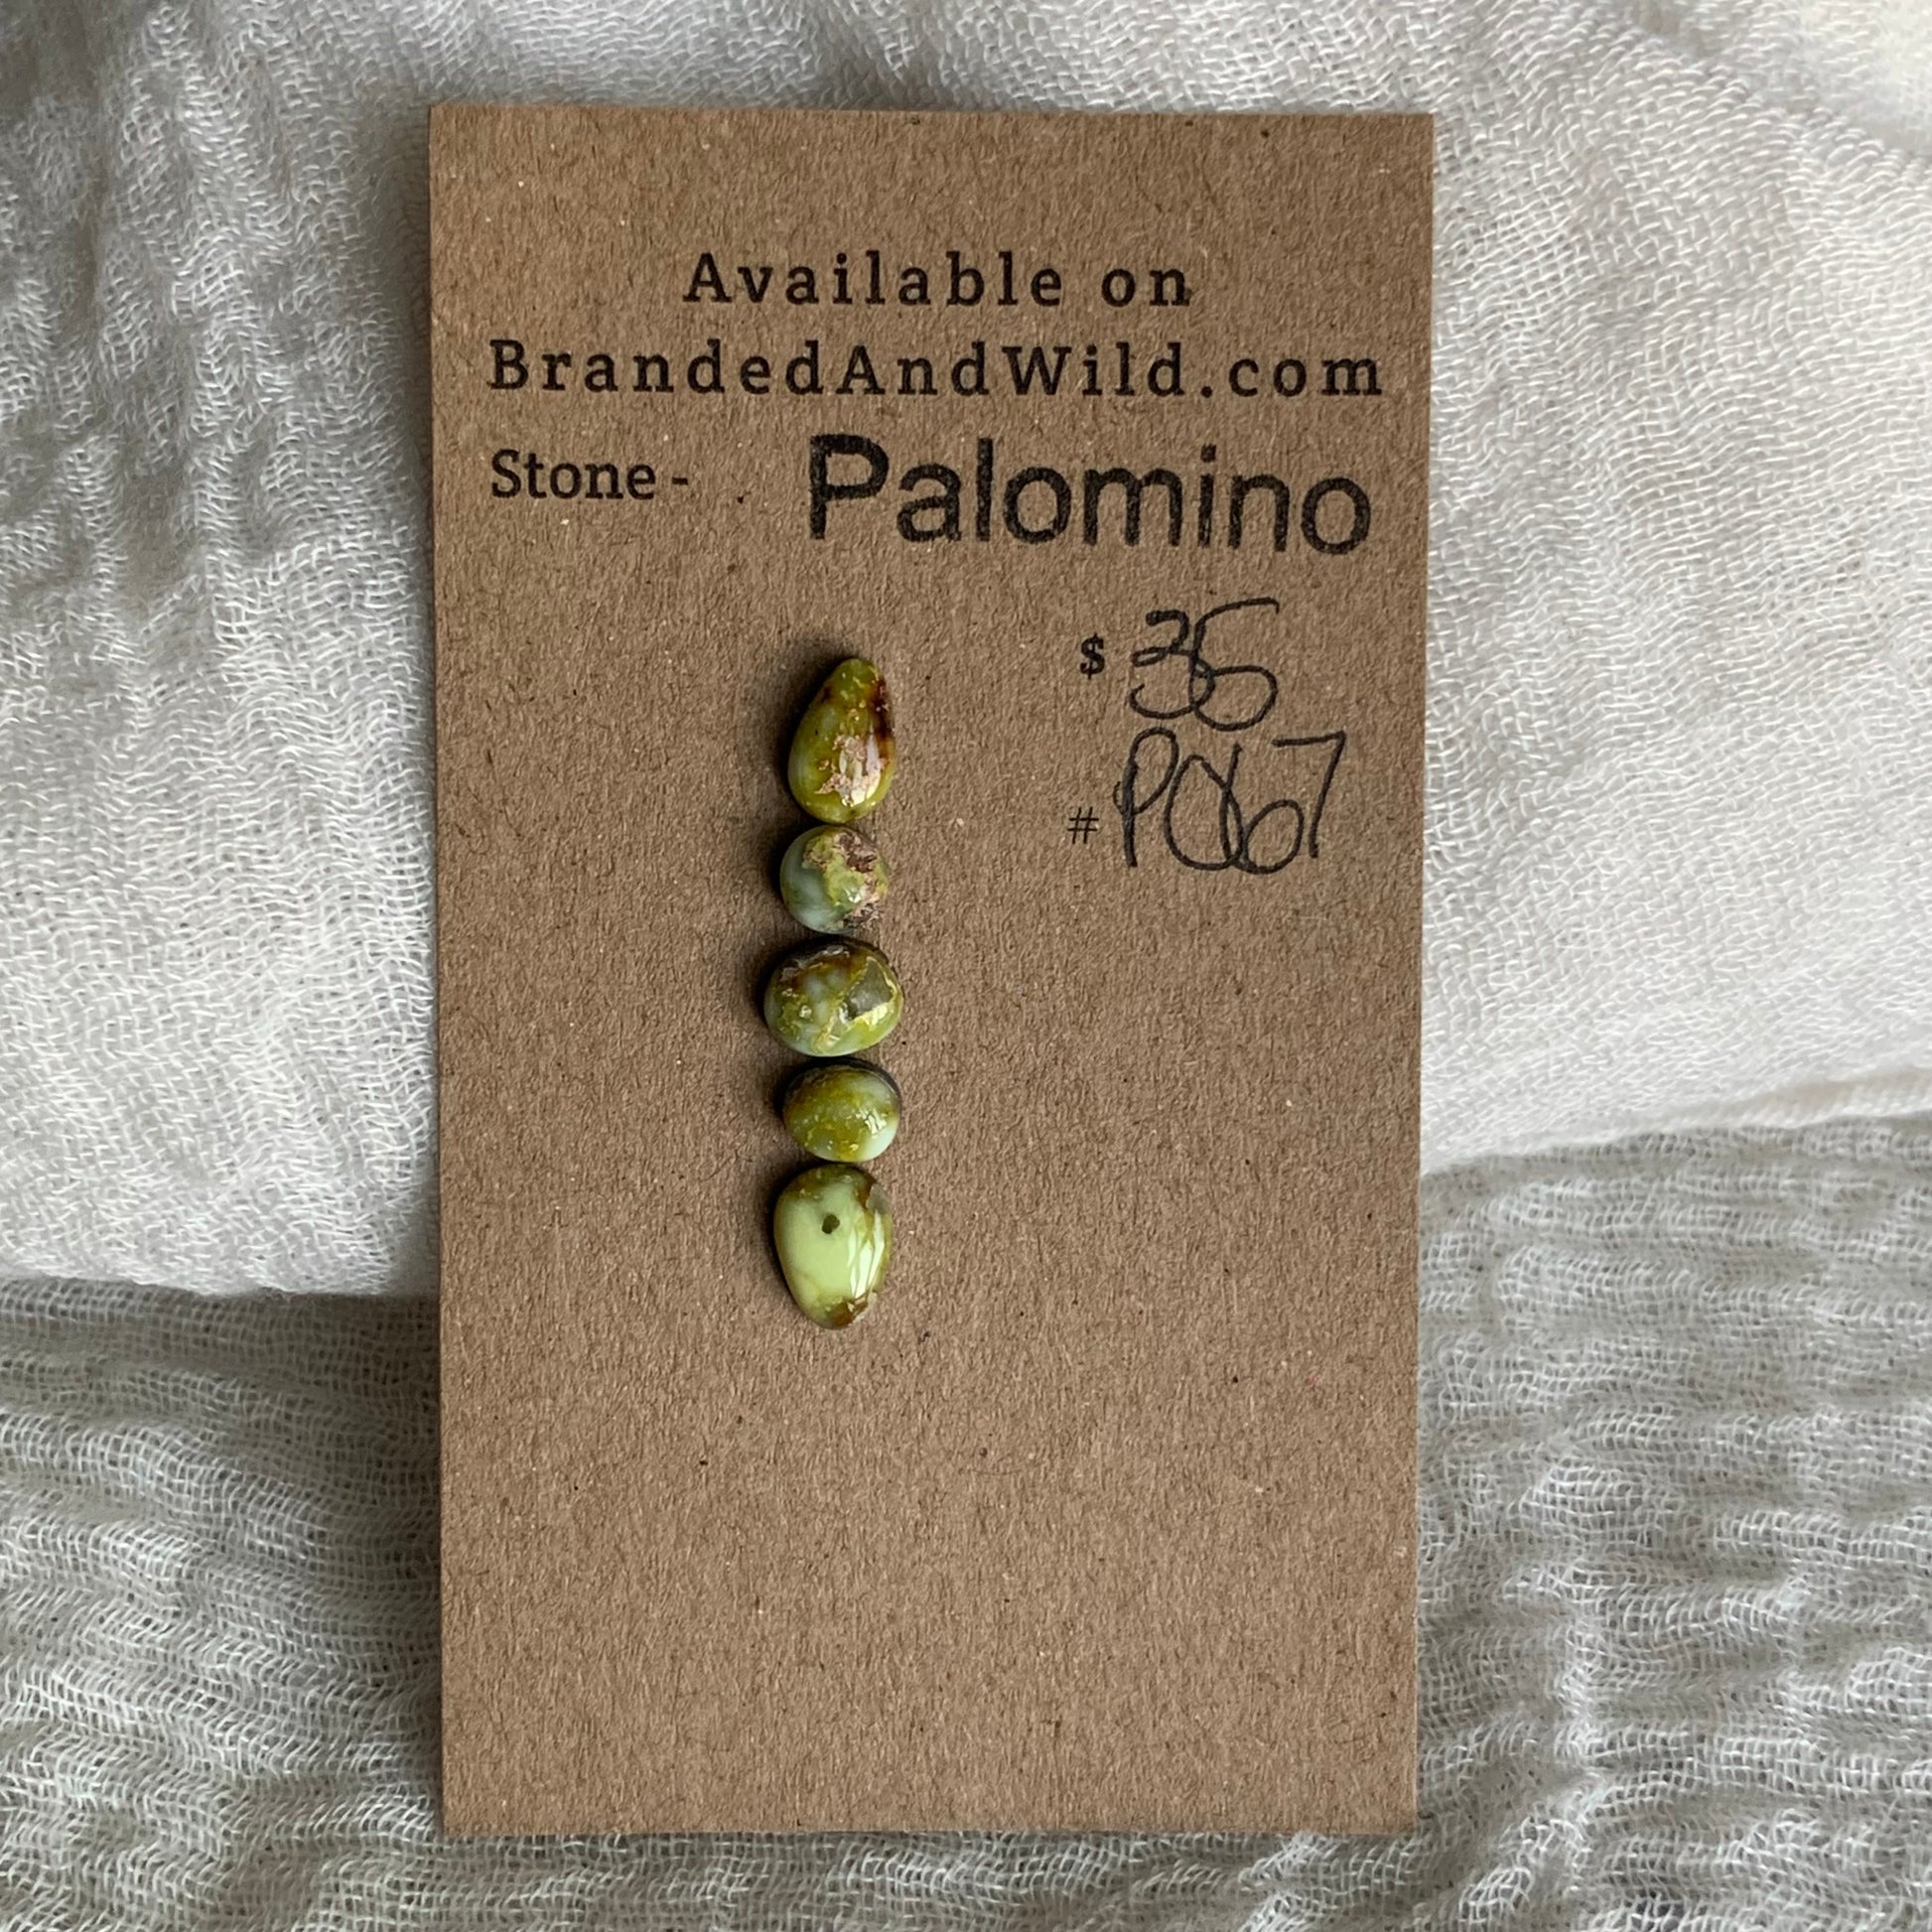 Available on
BrandedAndWild.com
Stone - Palomino
$ 35
# P067